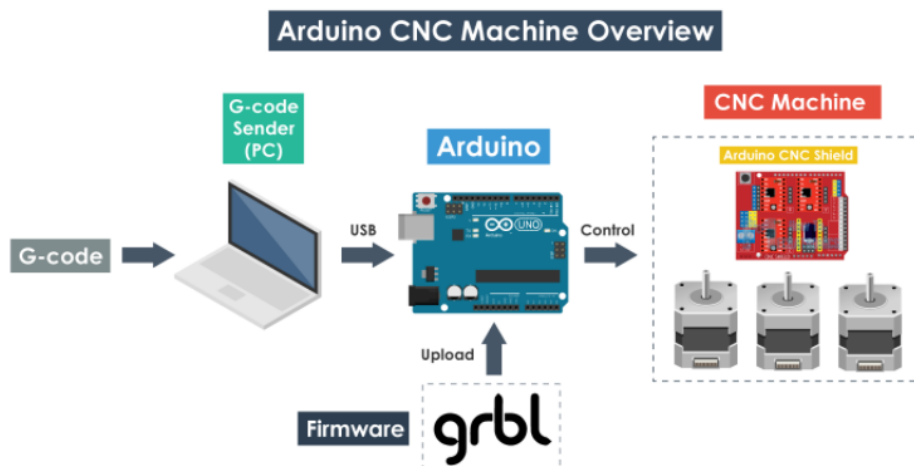 Arduino CNC Machine Overview
G-code
Sender
(PC)
CNC Machine
Arduino
Arduino CNC Shield
USB
UNO
Control
G-code
Upload
Firmware
grbl